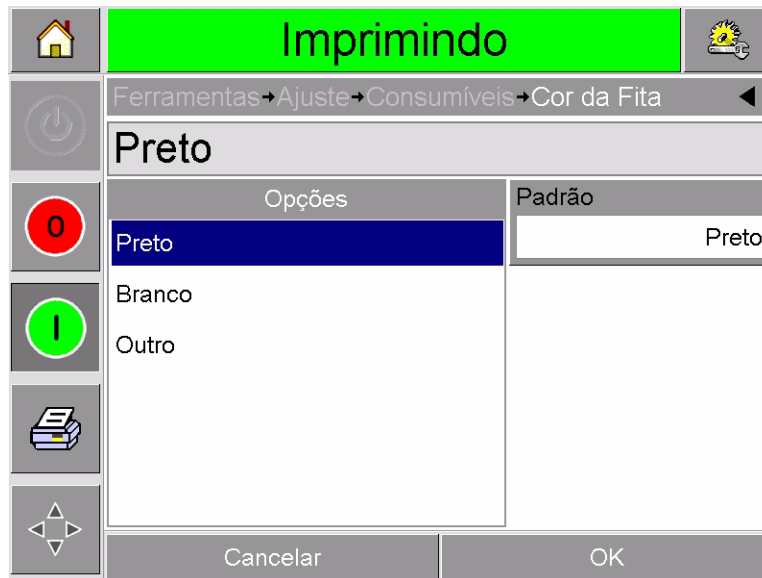 Imprimindo
Ferramentas→Ajuste→Consumíveis→Cor da Fita
Preto
Opções
Preto
Branco
Outro
Padrão
Preto
0
I
Cancelar
OK